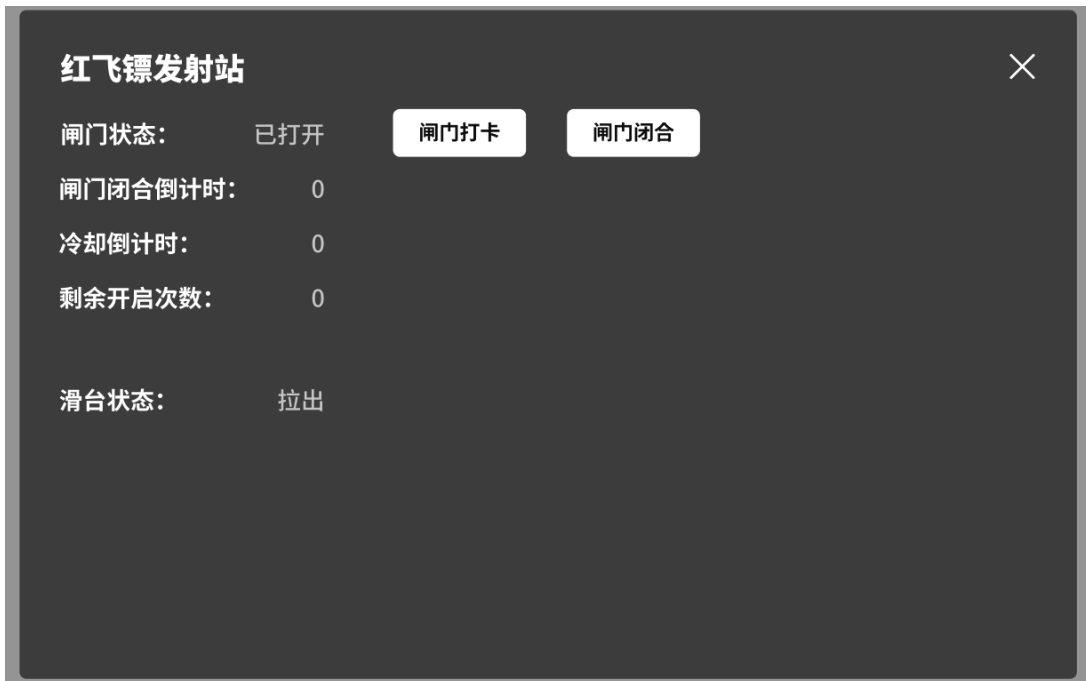 红飞镖发射站
闸门状态： 已打开 闸门打卡 闸门闭合
闸门闭合倒计时： 0
冷却倒计时： 0
剩余开启次数： 0
滑台状态： 拉出